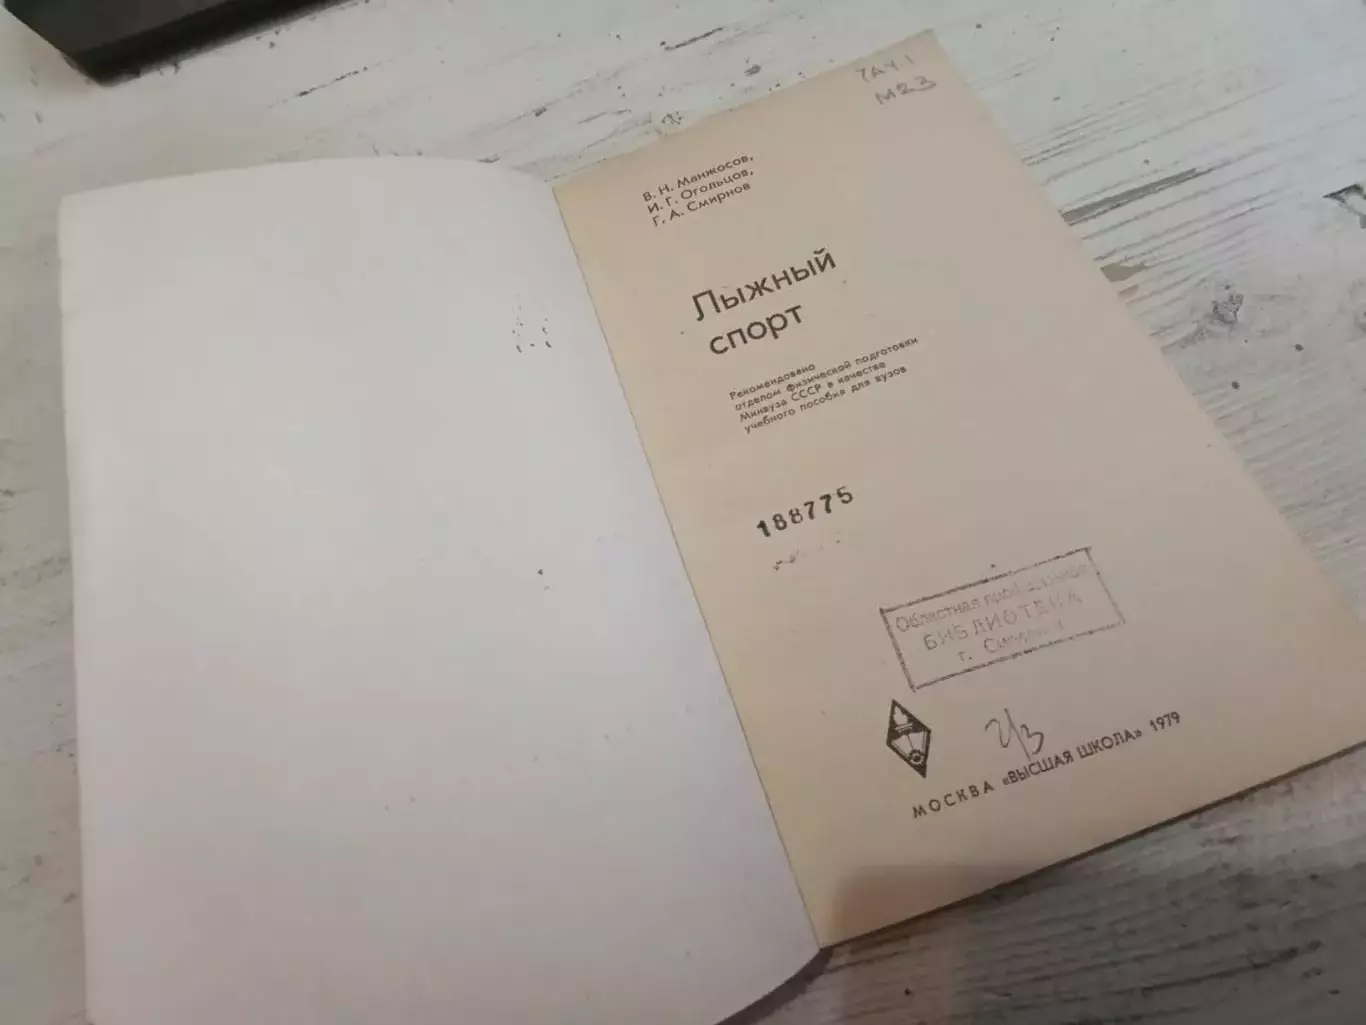 7А4.1
М23
В. Н. Манжосов,
И. Г. Огольцов,
Г. А. Смирнов
Лыжный
спорт
Рекомендовано
отделом физической подготовки
Минвуза СССР в качестве
учебного пособия для вузов
188775
Областная
БИБЛИОТЕКА
г.
МОСКВА «ВЫСШАЯ ШКОЛА» 1979